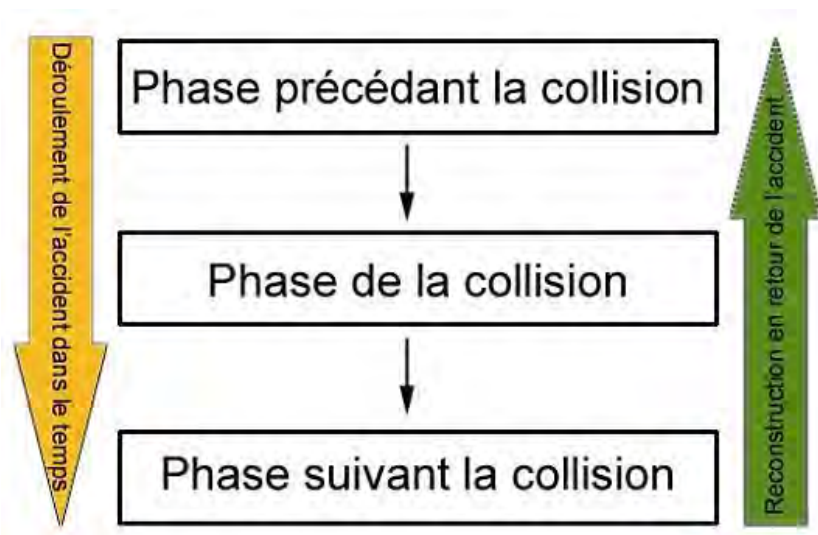 Déroulement de l'accident dans le temps
Phase précédant la collision
Phase de la collision
Phase suivant la collision
Reconstruction en retour de l'accident